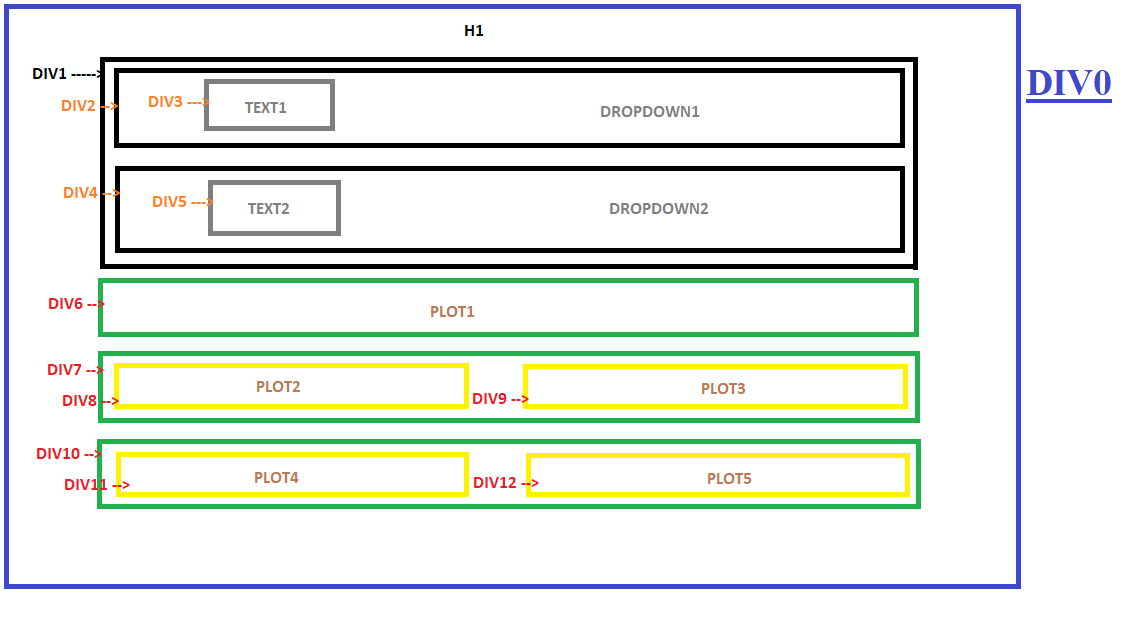 H1
DIV1 ----->
DIV0
DIV2 -->
DIV3 --->
TEXT1
DROPDOWN1
DIV4 -->
DIV5 --->
TEXT2
DROPDOWN2
DIV6 -->
PLOT1
DIV7 -->
PLOT2
PLOT3
DIV8 -->
DIV9 -->
DIV10 -->
PLOT4
PLOT5
DIV11 -->
DIV12 -->